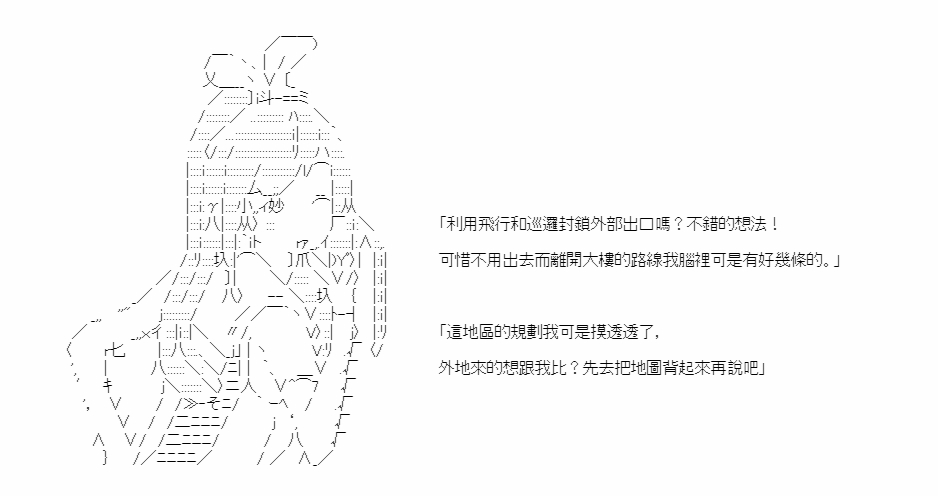 「利用飛行和巡邏封鎖外部出口嗎？不錯的想法！
可惜不用出去而離開大樓的路線我腦裡可是有好幾條的。」
「這地區的規劃我可是摸透透了，
外地來的想跟我比？先去把地圖背起來再說吧」